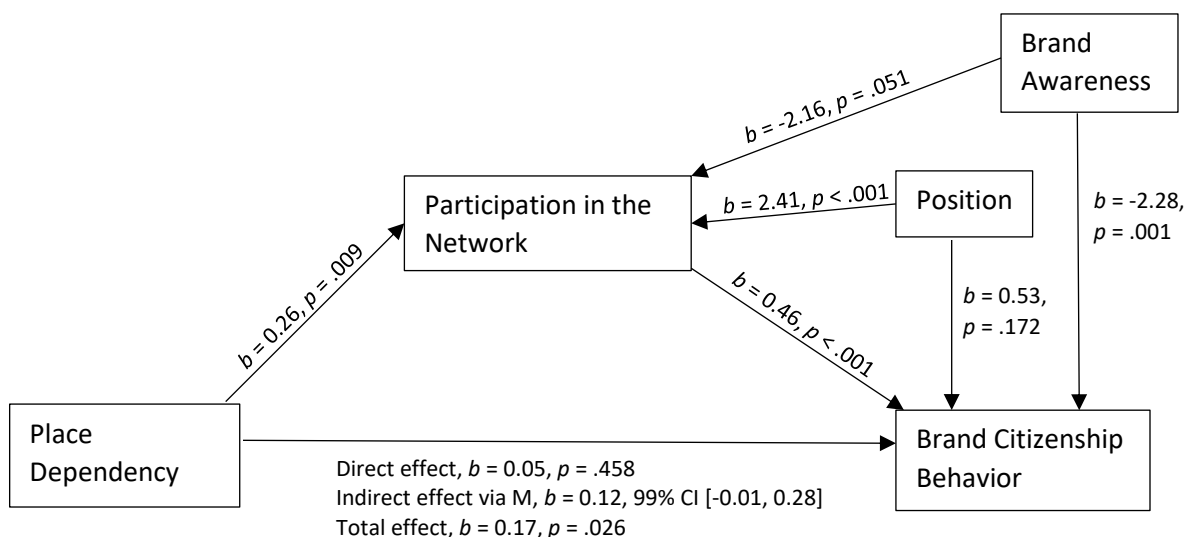 Brand
Awareness
b = -2.16, p = .051
Participation in the
Network
b = 2.41, p < .001
Position
b = -2.28,
p = .001
b = 0.26, p = .009
b = 0.46, p < .001
b = 0.53,
p = .172
Place
Dependency
Brand Citizenship
Behavior
Direct effect, b = 0.05, p = .458
Indirect effect via M, b = 0.12, 99% CI [-0.01, 0.28]
Total effect, b = 0.17, p = .026